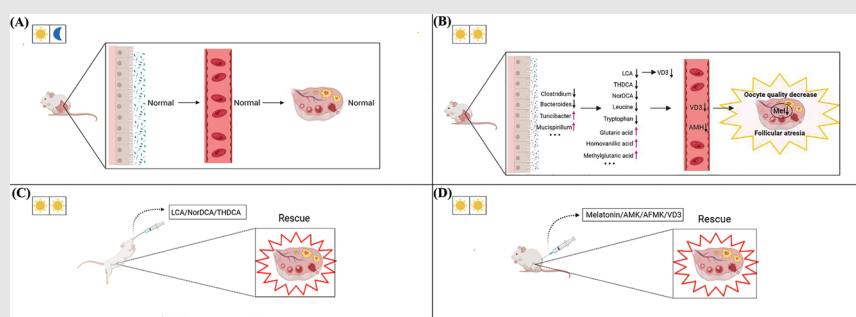 (A)
Normal
Normal
Normal
(B)
Clostridium
Bacteroides
Turicibacter
Mucispirillum
•••
LCA
VD3
THDCA
NorDCA
Leucine
Tryptophan
Glutaric acid
Homovanillic acid
Methylglutaric acid
•••
VD3
AMH
Oocyte quality decrease
Mel
Follicular atresia
(C)
LCA/NorDCA/THDCA
Rescue
(D)
Melatonin/AMK/AFMK/VD3
Rescue